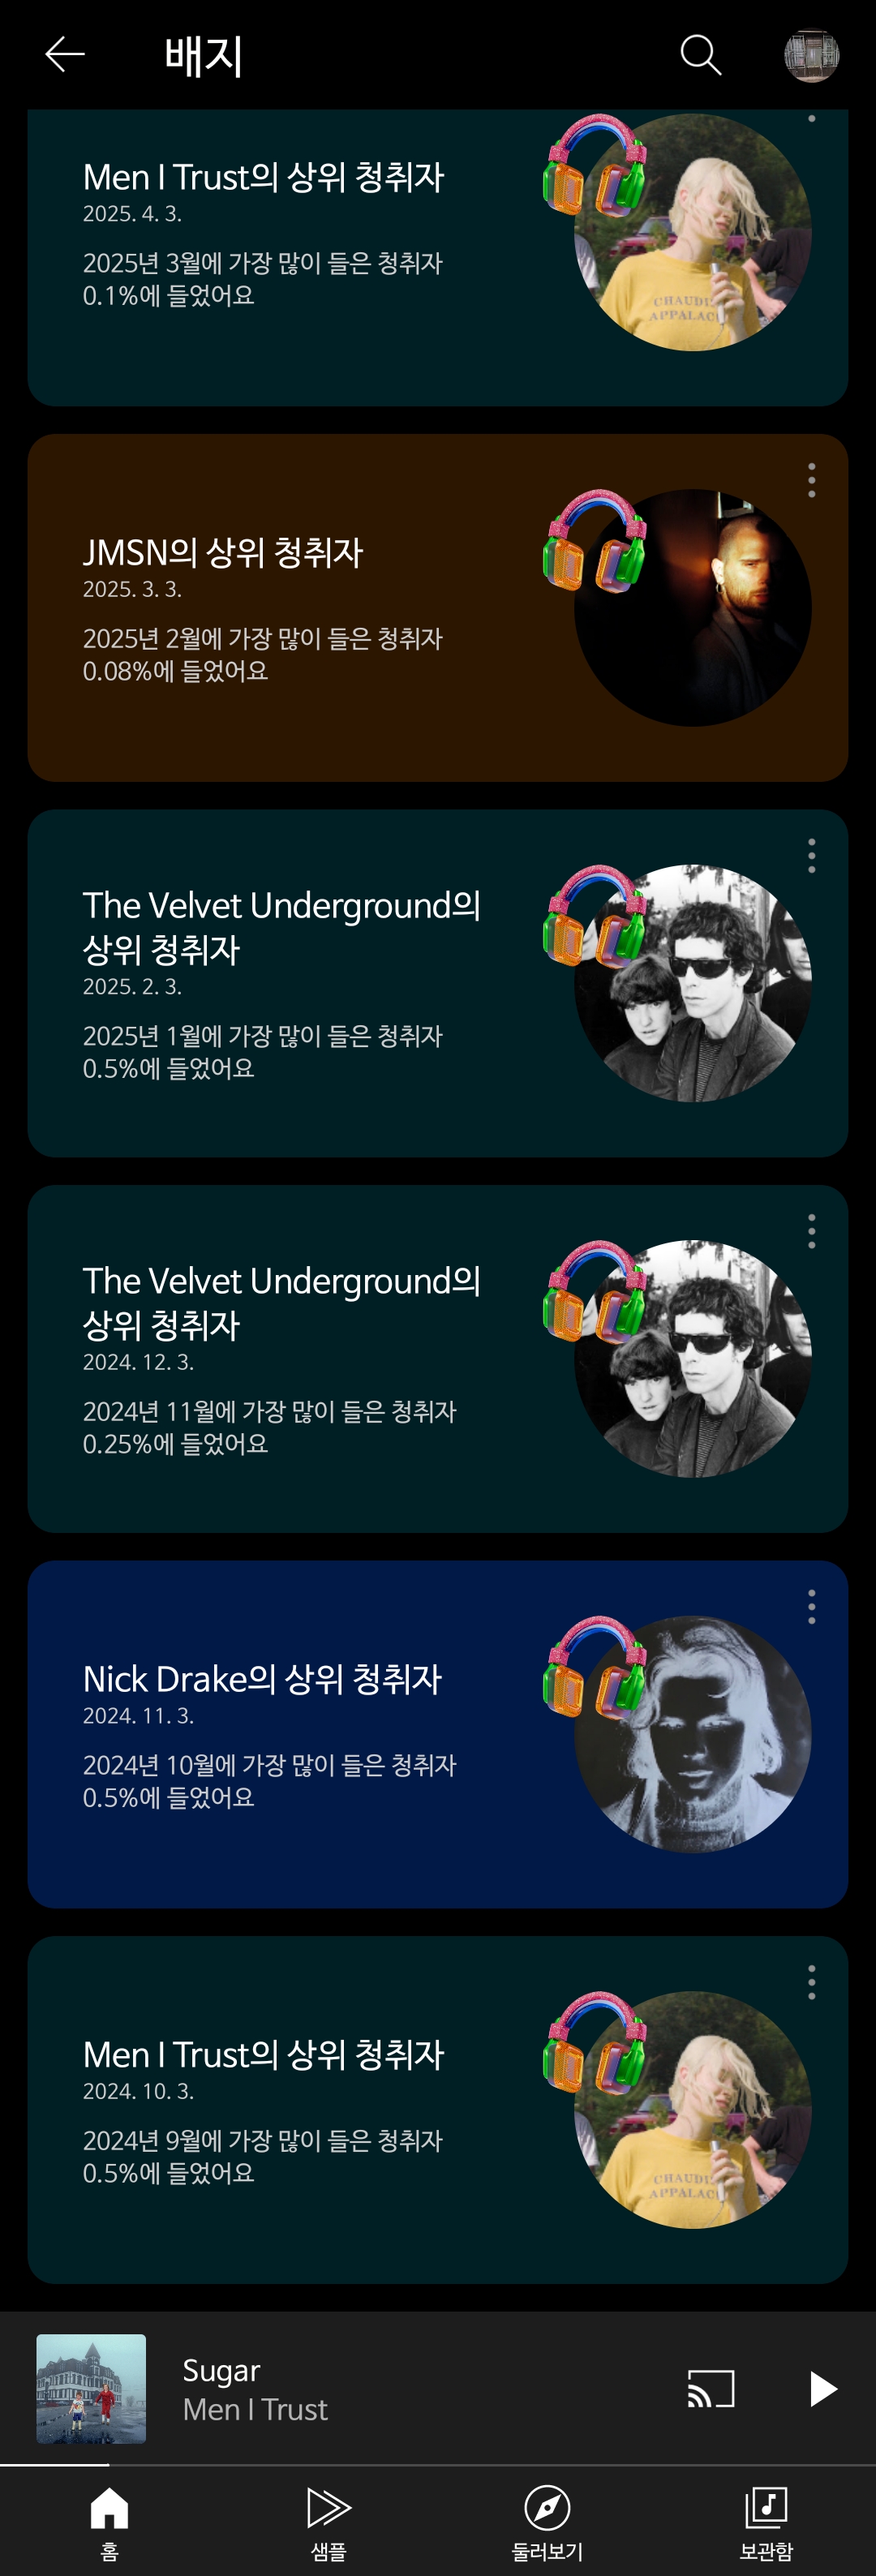 배지
Men I Trust의 상위 청취자
2025. 4. 3.
2025년 3월에 가장 많이 들은 청취자
0.1%에 들었어요
CHAUDI
APPALAC
JMSN의 상위 청취자
2025. 3. 3.
2025년 2월에 가장 많이 들은 청취자
0.08%에 들었어요
The Velvet Underground의
상위 청취자
2025. 2. 3.
2025년 1월에 가장 많이 들은 청취자
0.5%에 들었어요
The Velvet Underground의
상위 청취자
2024. 12. 3.
2024년 11월에 가장 많이 들은 청취자
0.25%에 들었어요
Nick Drake의 상위 청취자
2024. 11. 3.
2024년 10월에 가장 많이 들은 청취자
0.5%에 들었어요
Men I Trust의 상위 청취자
2024. 10. 3.
2024년 9월에 가장 많이 들은 청취자
0.5%에 들었어요
CHAUDI
APPALAC
Sugar
Men I Trust
홈
샘플
둘러보기
보관함